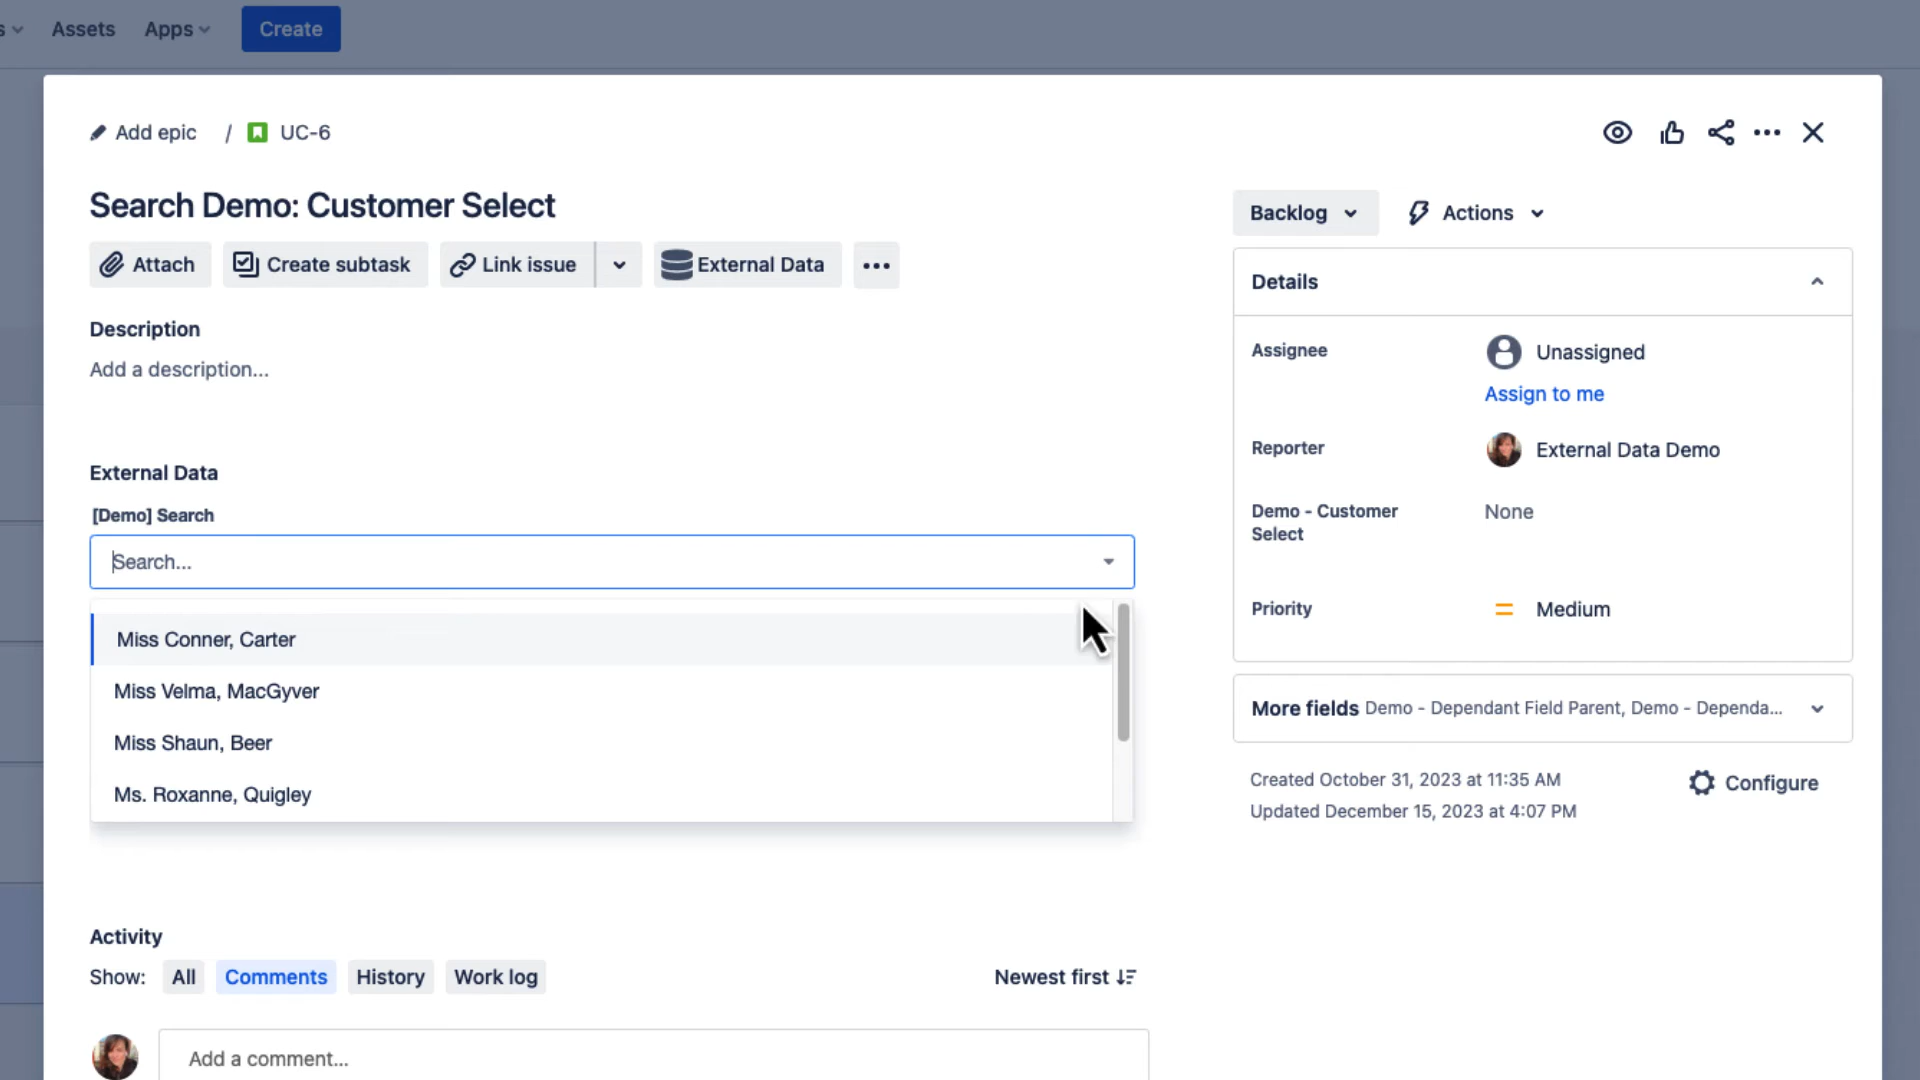 Assets Apps Create
Add epic / UC-6
Search Demo: Customer Select
Attach Create subtask Link issue External Data
Description
Add a description...
External Data
[Demo] Search
Search...
Miss Conner, Carter
Miss Velma, MacGyver
Miss Shaun, Beer
Ms. Roxanne, Quigley
Activity
Show: All Comments History Work log Newest first
Add a comment...
Backlog Actions
Details
Assignee Unassigned
Assign to me
Reporter External Data Demo
Demo - Customer
Select
None
Priority Medium
More fields Demo - Dependant Field Parent, Demo - Dependa...
Created October 31, 2023 at 11:35 AM
Configure
Updated December 15, 2023 at 4:07 PM